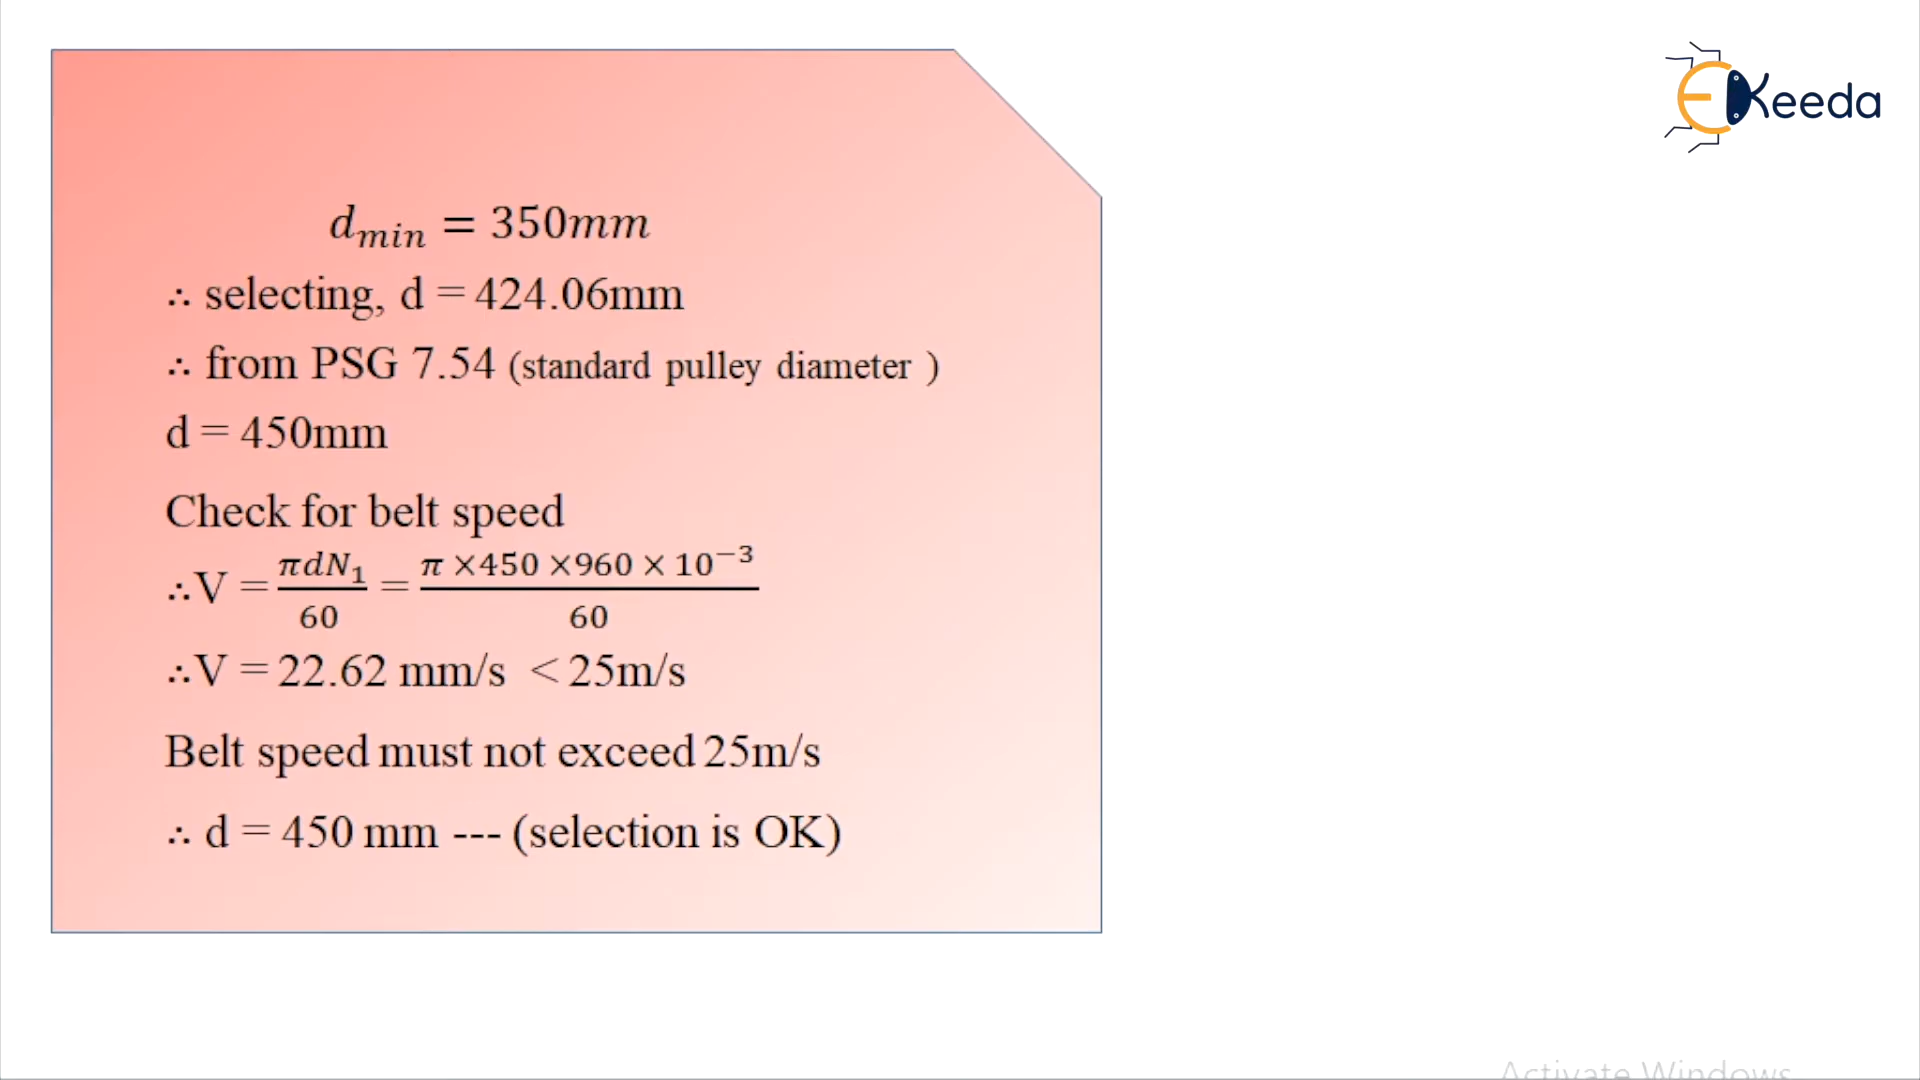 EKeeda
d_min = 350mm
∴ selecting, d = 424.06mm
∴ from PSG 7.54 (standard pulley diameter )
d = 450mm
Check for belt speed
∴V = πdN₁/60 = π ×450 ×960 × 10⁻³/60
∴V = 22.62 mm/s < 25m/s
Belt speed must not exceed 25m/s
∴ d = 450 mm --- (selection is OK)
Activate Windows